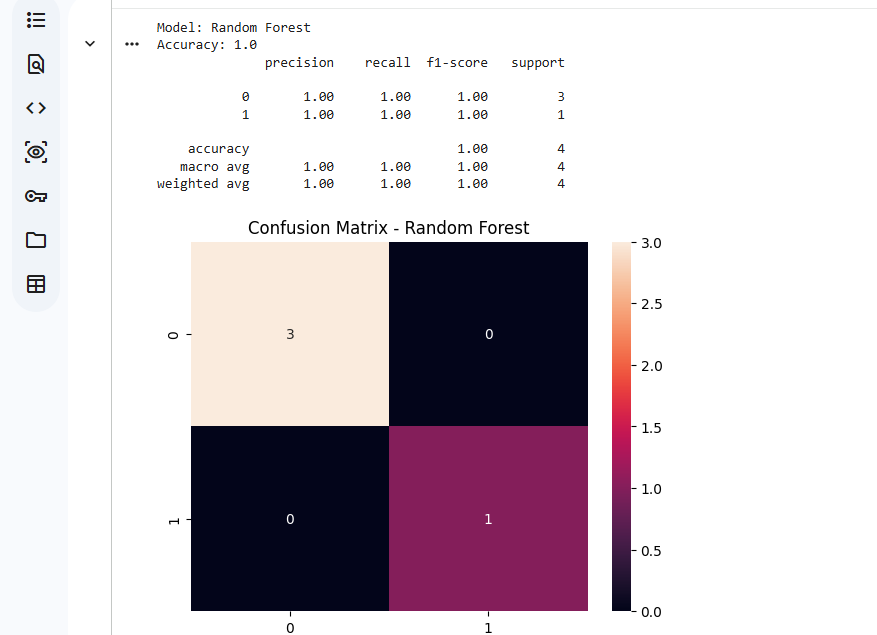 Model: Random Forest
Accuracy: 1.0
precision recall f1-score support
0 1.00 1.00 1.00 3
1 1.00 1.00 1.00 1
accuracy 1.00 4
macro avg 1.00 1.00 1.00 4
weighted avg 1.00 1.00 1.00 4
Confusion Matrix - Random Forest
3.0
2.5
0 3 0
2.0
1.5
1.0
1 0 1
0.5
0.0
0 1